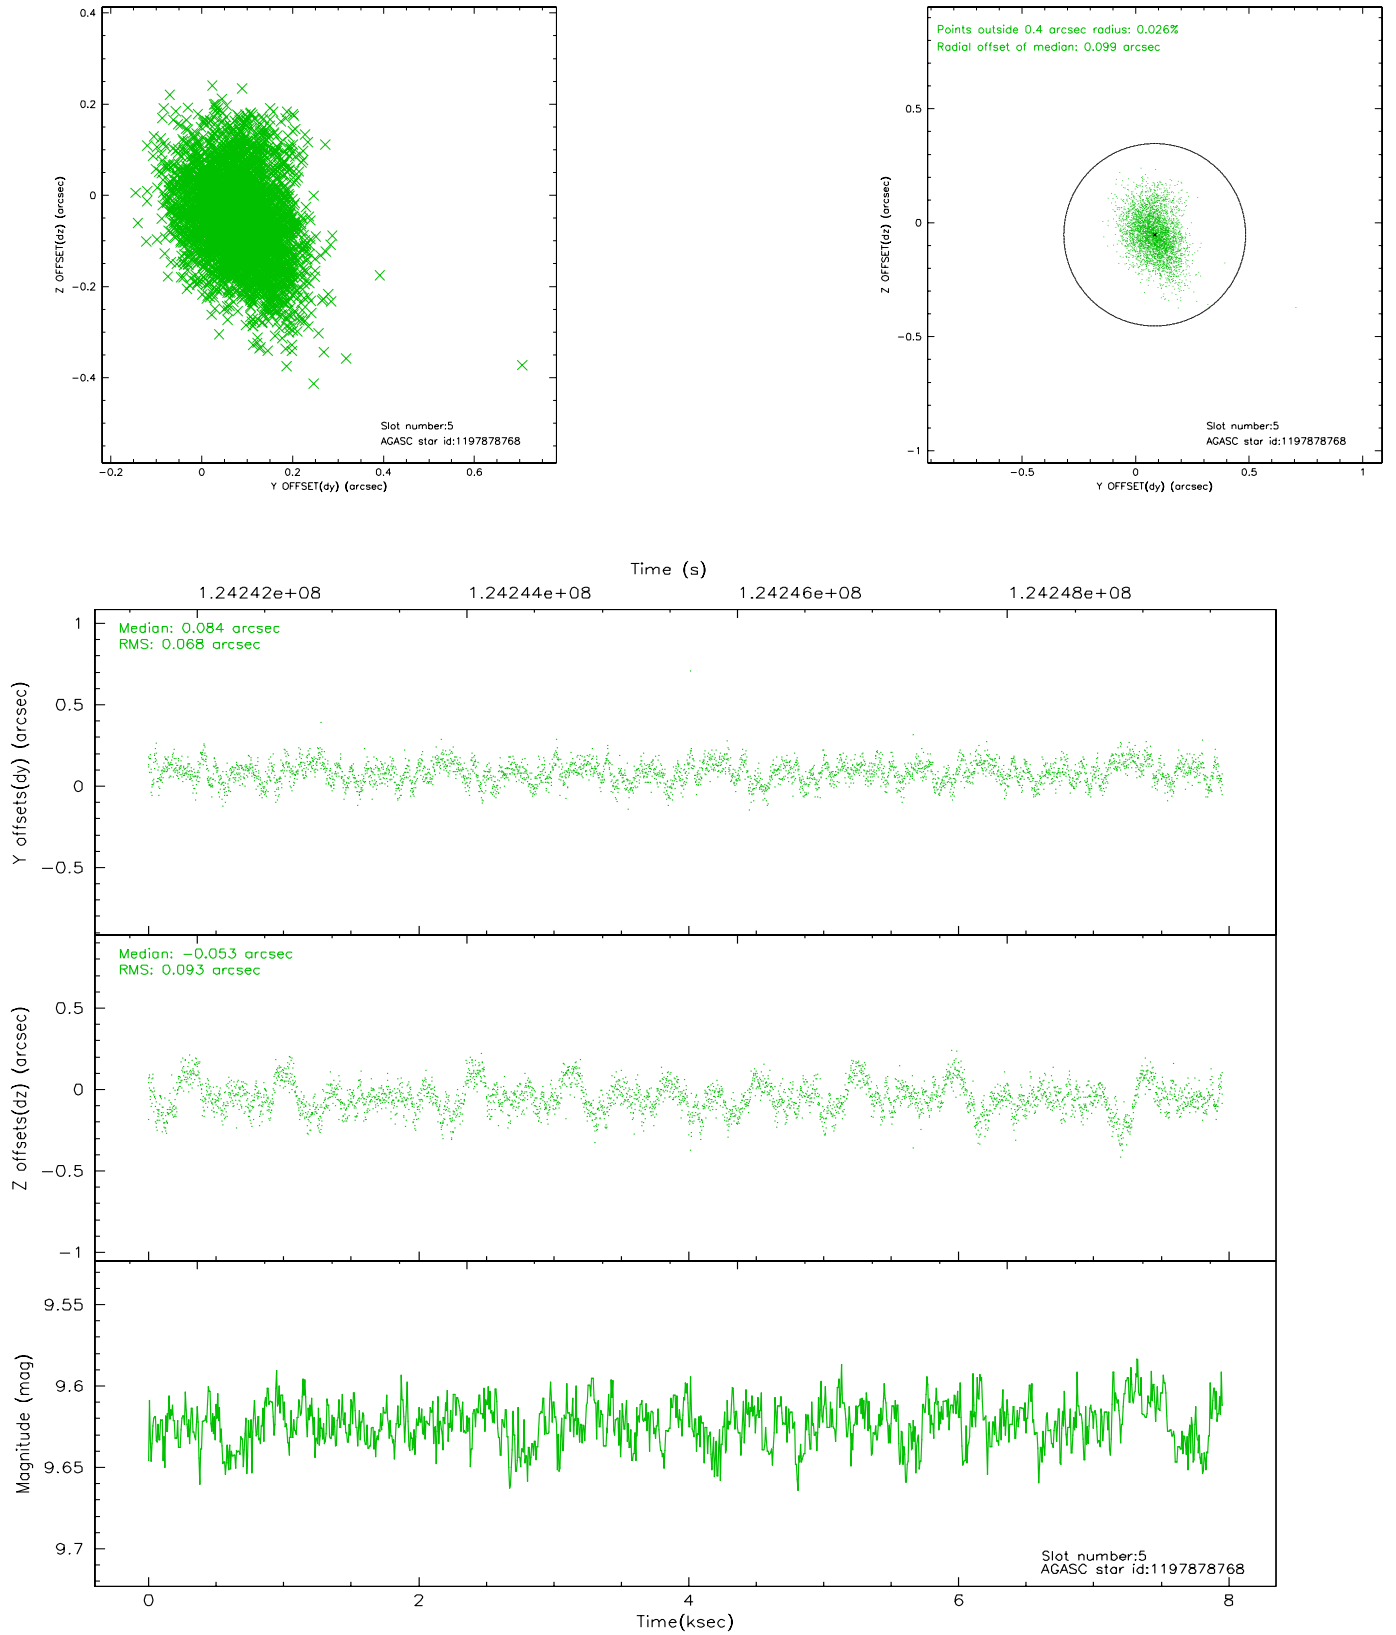 0.4
0.2
0
−0.2
−0.4
Z OFFSET(dz) (arcsec)
−0.2
0
0.2
0.4
0.6
Y OFFSET(dy) (arcsec)
Slot number:5
AGASC star id:1197878768
Points outside 0.4 arcsec radius: 0.026%
Radial offset of median: 0.099 arcsec
0.5
0
−0.5
−1
Z OFFSET(dz) (arcsec)
−0.5
0
0.5
1
Y OFFSET(dy) (arcsec)
Slot number:5
AGASC star id:1197878768
Time (s)
1.24242e+08
1.24244e+08
1.24246e+08
1.24248e+08
Median: 0.084 arcsec
RMS: 0.068 arcsec
1
0.5
0
−0.5
Y offsets(dy) (arcsec)
Median: −0.053 arcsec
RMS: 0.093 arcsec
0.5
0
−0.5
−1
Z offsets(dz) (arcsec)
9.55
9.6
9.65
9.7
Magnitude (mag)
Slot number:5
AGASC star id:1197878768
0
2
4
6
8
Time(ksec)